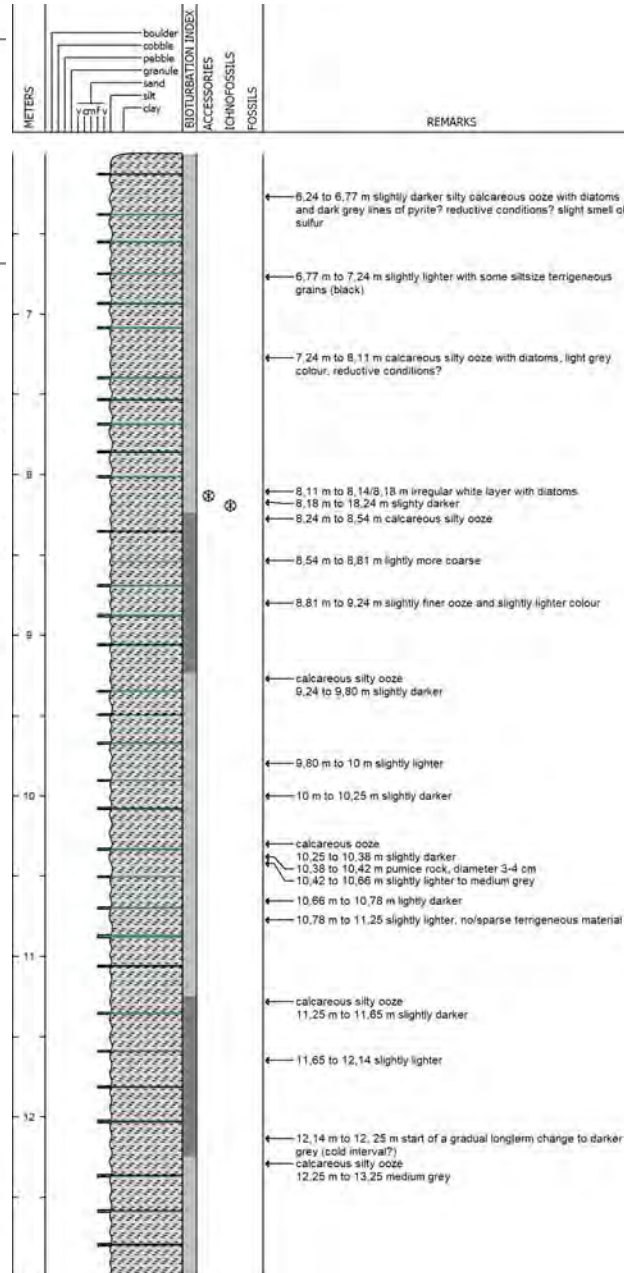 METERS
boulder
cobble
pebble
granule
sand
silt
vcmfv
clay
BIOTURBATION INDEX
ACCESSORIES
ICHNOFOSSILS
FOSSILS
REMARKS
6,24 to 6,77 m slightly darker silty calcareous ooze with diatoms
and dark grey lines of pyrite? reductive conditions? slight smell of
sulfur
6,77 m to 7,24 m slightly lighter with some siltsize terrigeneous
grains (black)
7
7,24 m to 8,11 m calcareous silty ooze with diatoms, light grey
colour, reductive conditions?
8
8,11 m to 8,14/8,18 m irregular white layer with diatoms
8,18 m to 18,24 m slighty darker
8,24 m to 8,54 m calcareous silty ooze
8,54 m to 8,81 m lightly more coarse
8,81 m to 9,24 m slightly finer ooze and slightly lighter colour
9
calcareous silty ooze
9,24 to 9,80 m slightly darker
9,80 m to 10 m slightly lighter
10
10 m to 10,25 m slightly darker
calcareous ooze
10,25 to 10,38 m slightly darker
10,38 to 10,42 m pumice rock, diameter 3-4 cm
10,42 to 10,66 m slightly lighter to medium grey
10,66 m to 10,78 m lightly darker
10,78 m to 11,25 slightly lighter, no/sparse terrigeneous material
11
calcareous silty ooze
11,25 m to 11,65 m slightly darker
11,65 to 12,14 slightly lighter
12
12,14 m to 12, 25 m start of a gradual longterm change to darker
grey (cold interval?)
calcareous silty ooze
12,25 m to 13,25 medium grey